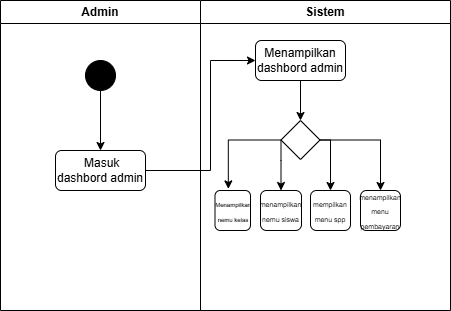 Admin
Sistem
Menampilkan
dashbord admin
Masuk
dashbord admin
Menampilkan
nemu kelas
menampilkan
nemu siswa
mempilkan
menu spp
menampilkan
menu
pembayaran